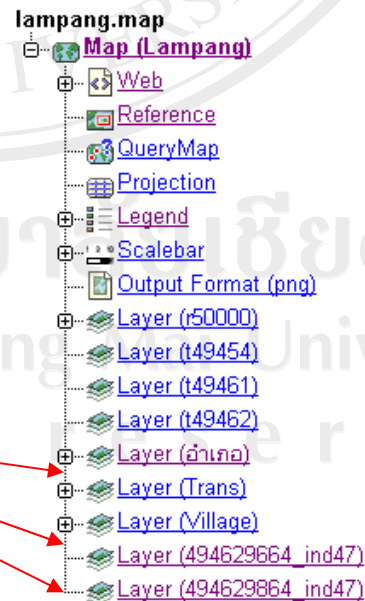 lampang.map
Map (Lampang)
Web
Reference
QueryMap
Projection
Legend
Scalebar
Output Format (png)
Layer (r50000)
Layer (t49454)
Layer (t49461)
Layer (t49462)
Layer (อำเภอ)
Layer (Trans)
Layer (Village)
Layer (494629664_ind47)
Layer (494629864_ind47)